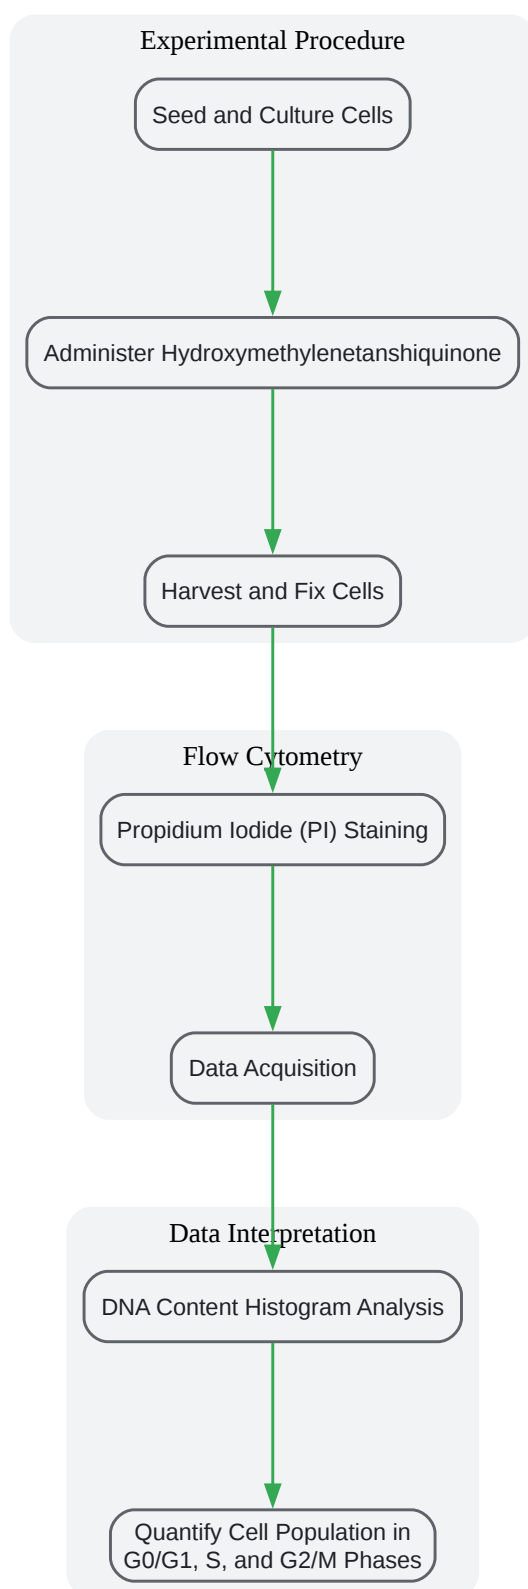 Experimental Procedure
Seed and Culture Cells
Administer Hydroxymethylenetanshiquinone
Harvest and Fix Cells
Flow Cytometry
Propidium Iodide (PI) Staining
Data Acquisition
Data Interpretation
DNA Content Histogram Analysis
Quantify Cell Population in
G0/G1, S, and G2/M Phases